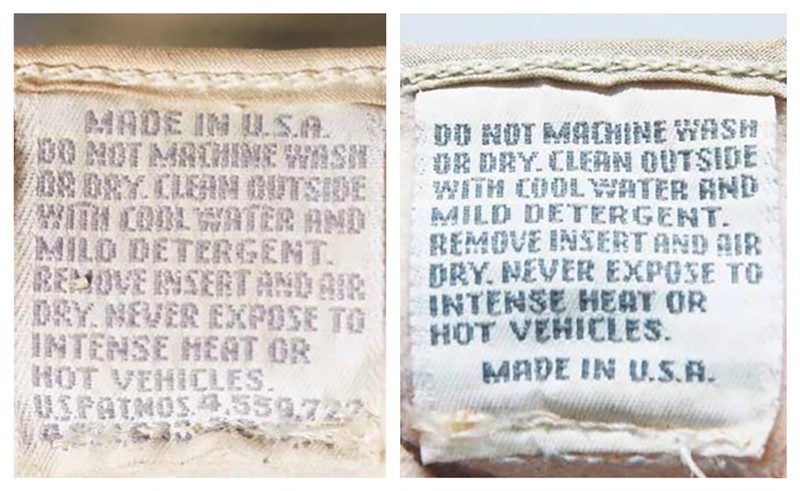 MADE IN U.S.A.
DO NOT MACHINE WASH
OR DRY. CLEAN OUTSIDE
WITH COOL WATER AND
MILD DETERGENT.
REMOVE INSERT AND AIR
DRY. NEVER EXPOSE TO
INTENSE HEAT OR
HOT VEHICLES.
U.S.PAT.NOS. 4,559,727
DO NOT MACHINE WASH
OR DRY. CLEAN OUTSIDE
WITH COOL WATER AND
MILD DETERGENT.
REMOVE INSERT AND AIR
DRY. NEVER EXPOSE TO
INTENSE HEAT OR
HOT VEHICLES.
MADE IN U.S.A.